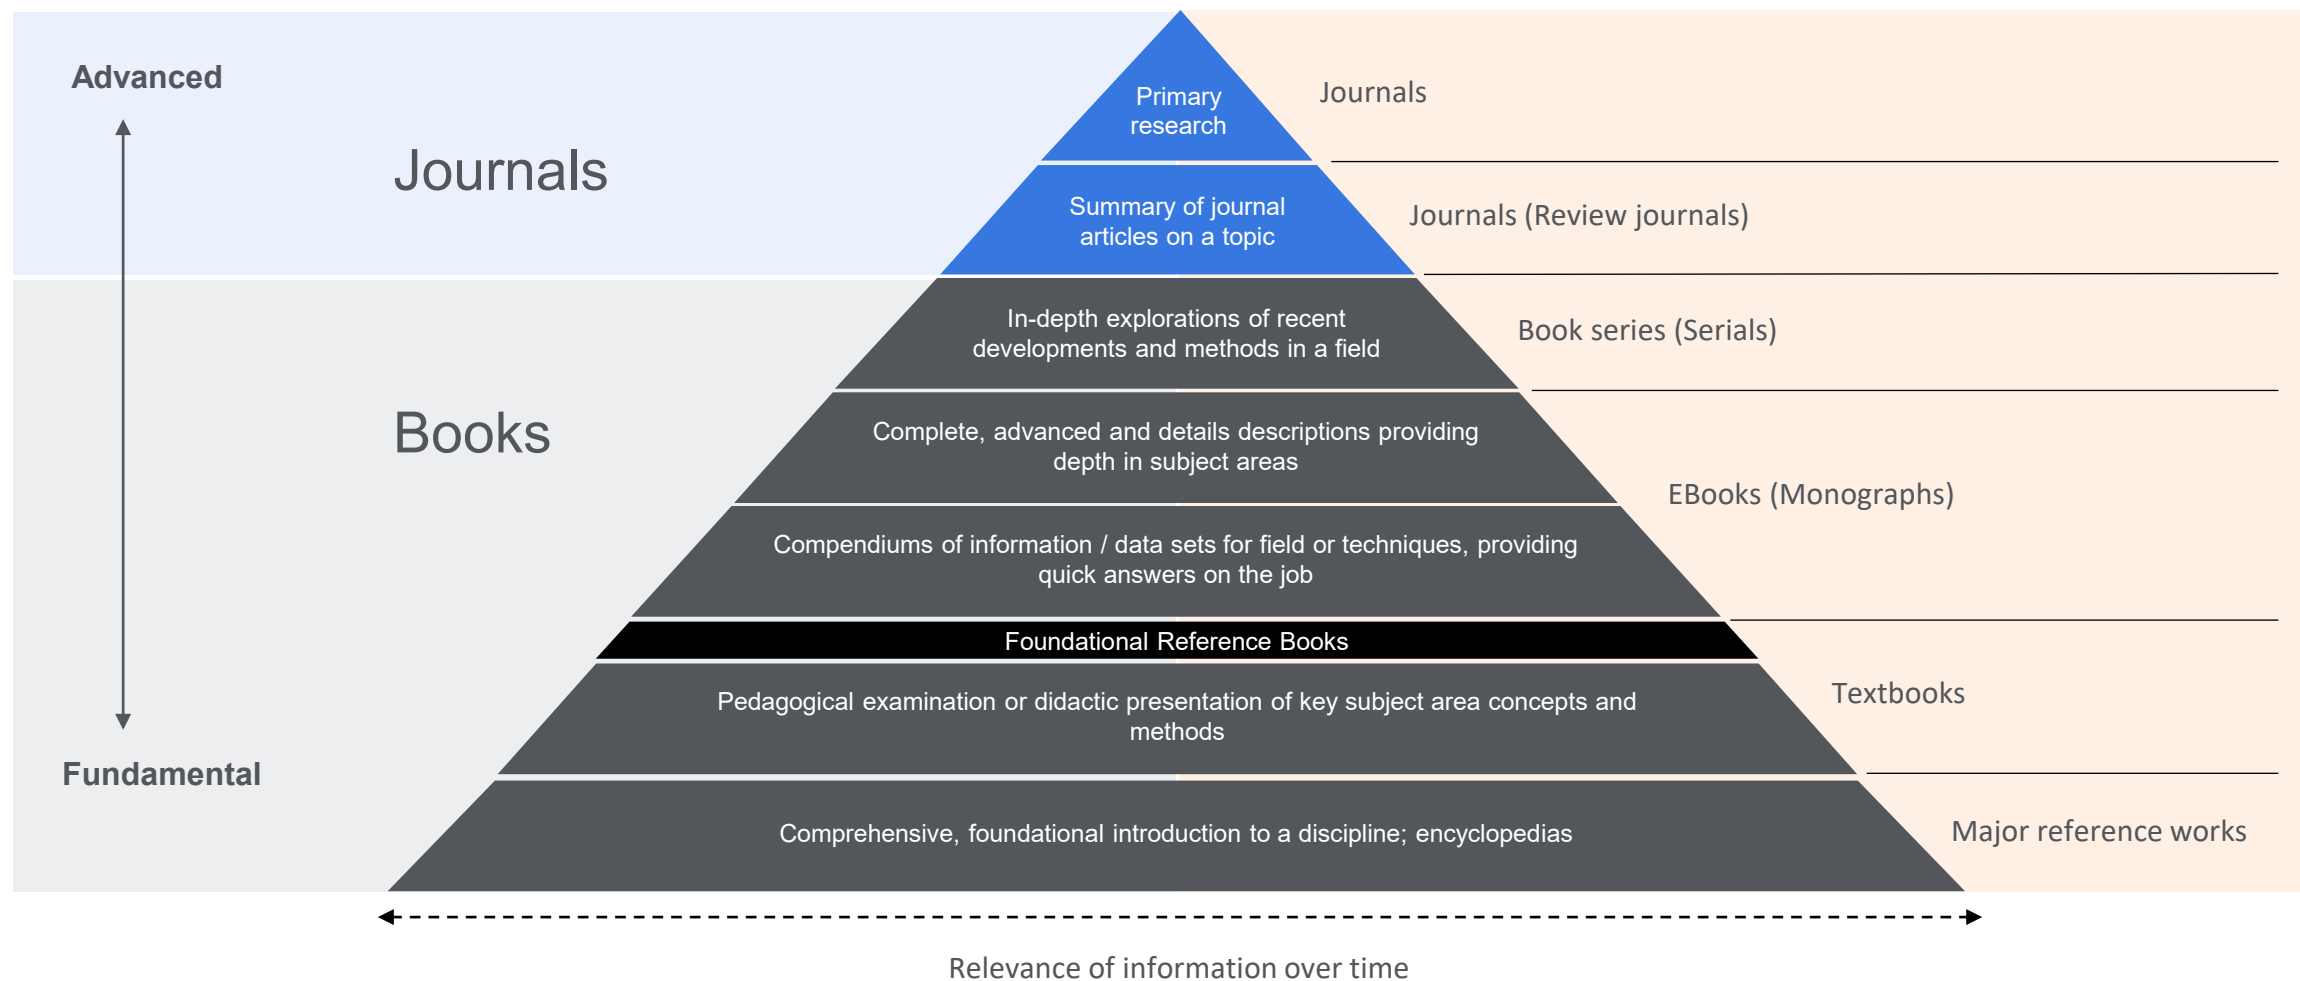 Advanced
Journals
Books
Fundamental
Primary
research
Summary of journal
articles on a topic
In-depth explorations of recent
developments and methods in a field
Complete, advanced and details descriptions providing
depth in subject areas
Compendiums of information / data sets for field or techniques, providing
quick answers on the job
Foundational Reference Books
Pedagogical examination or didactic presentation of key subject area concepts and
methods
Comprehensive, foundational introduction to a discipline; encyclopedias
Journals
Journals (Review journals)
Book series (Serials)
EBooks (Monographs)
Textbooks
Major reference works
Relevance of information over time